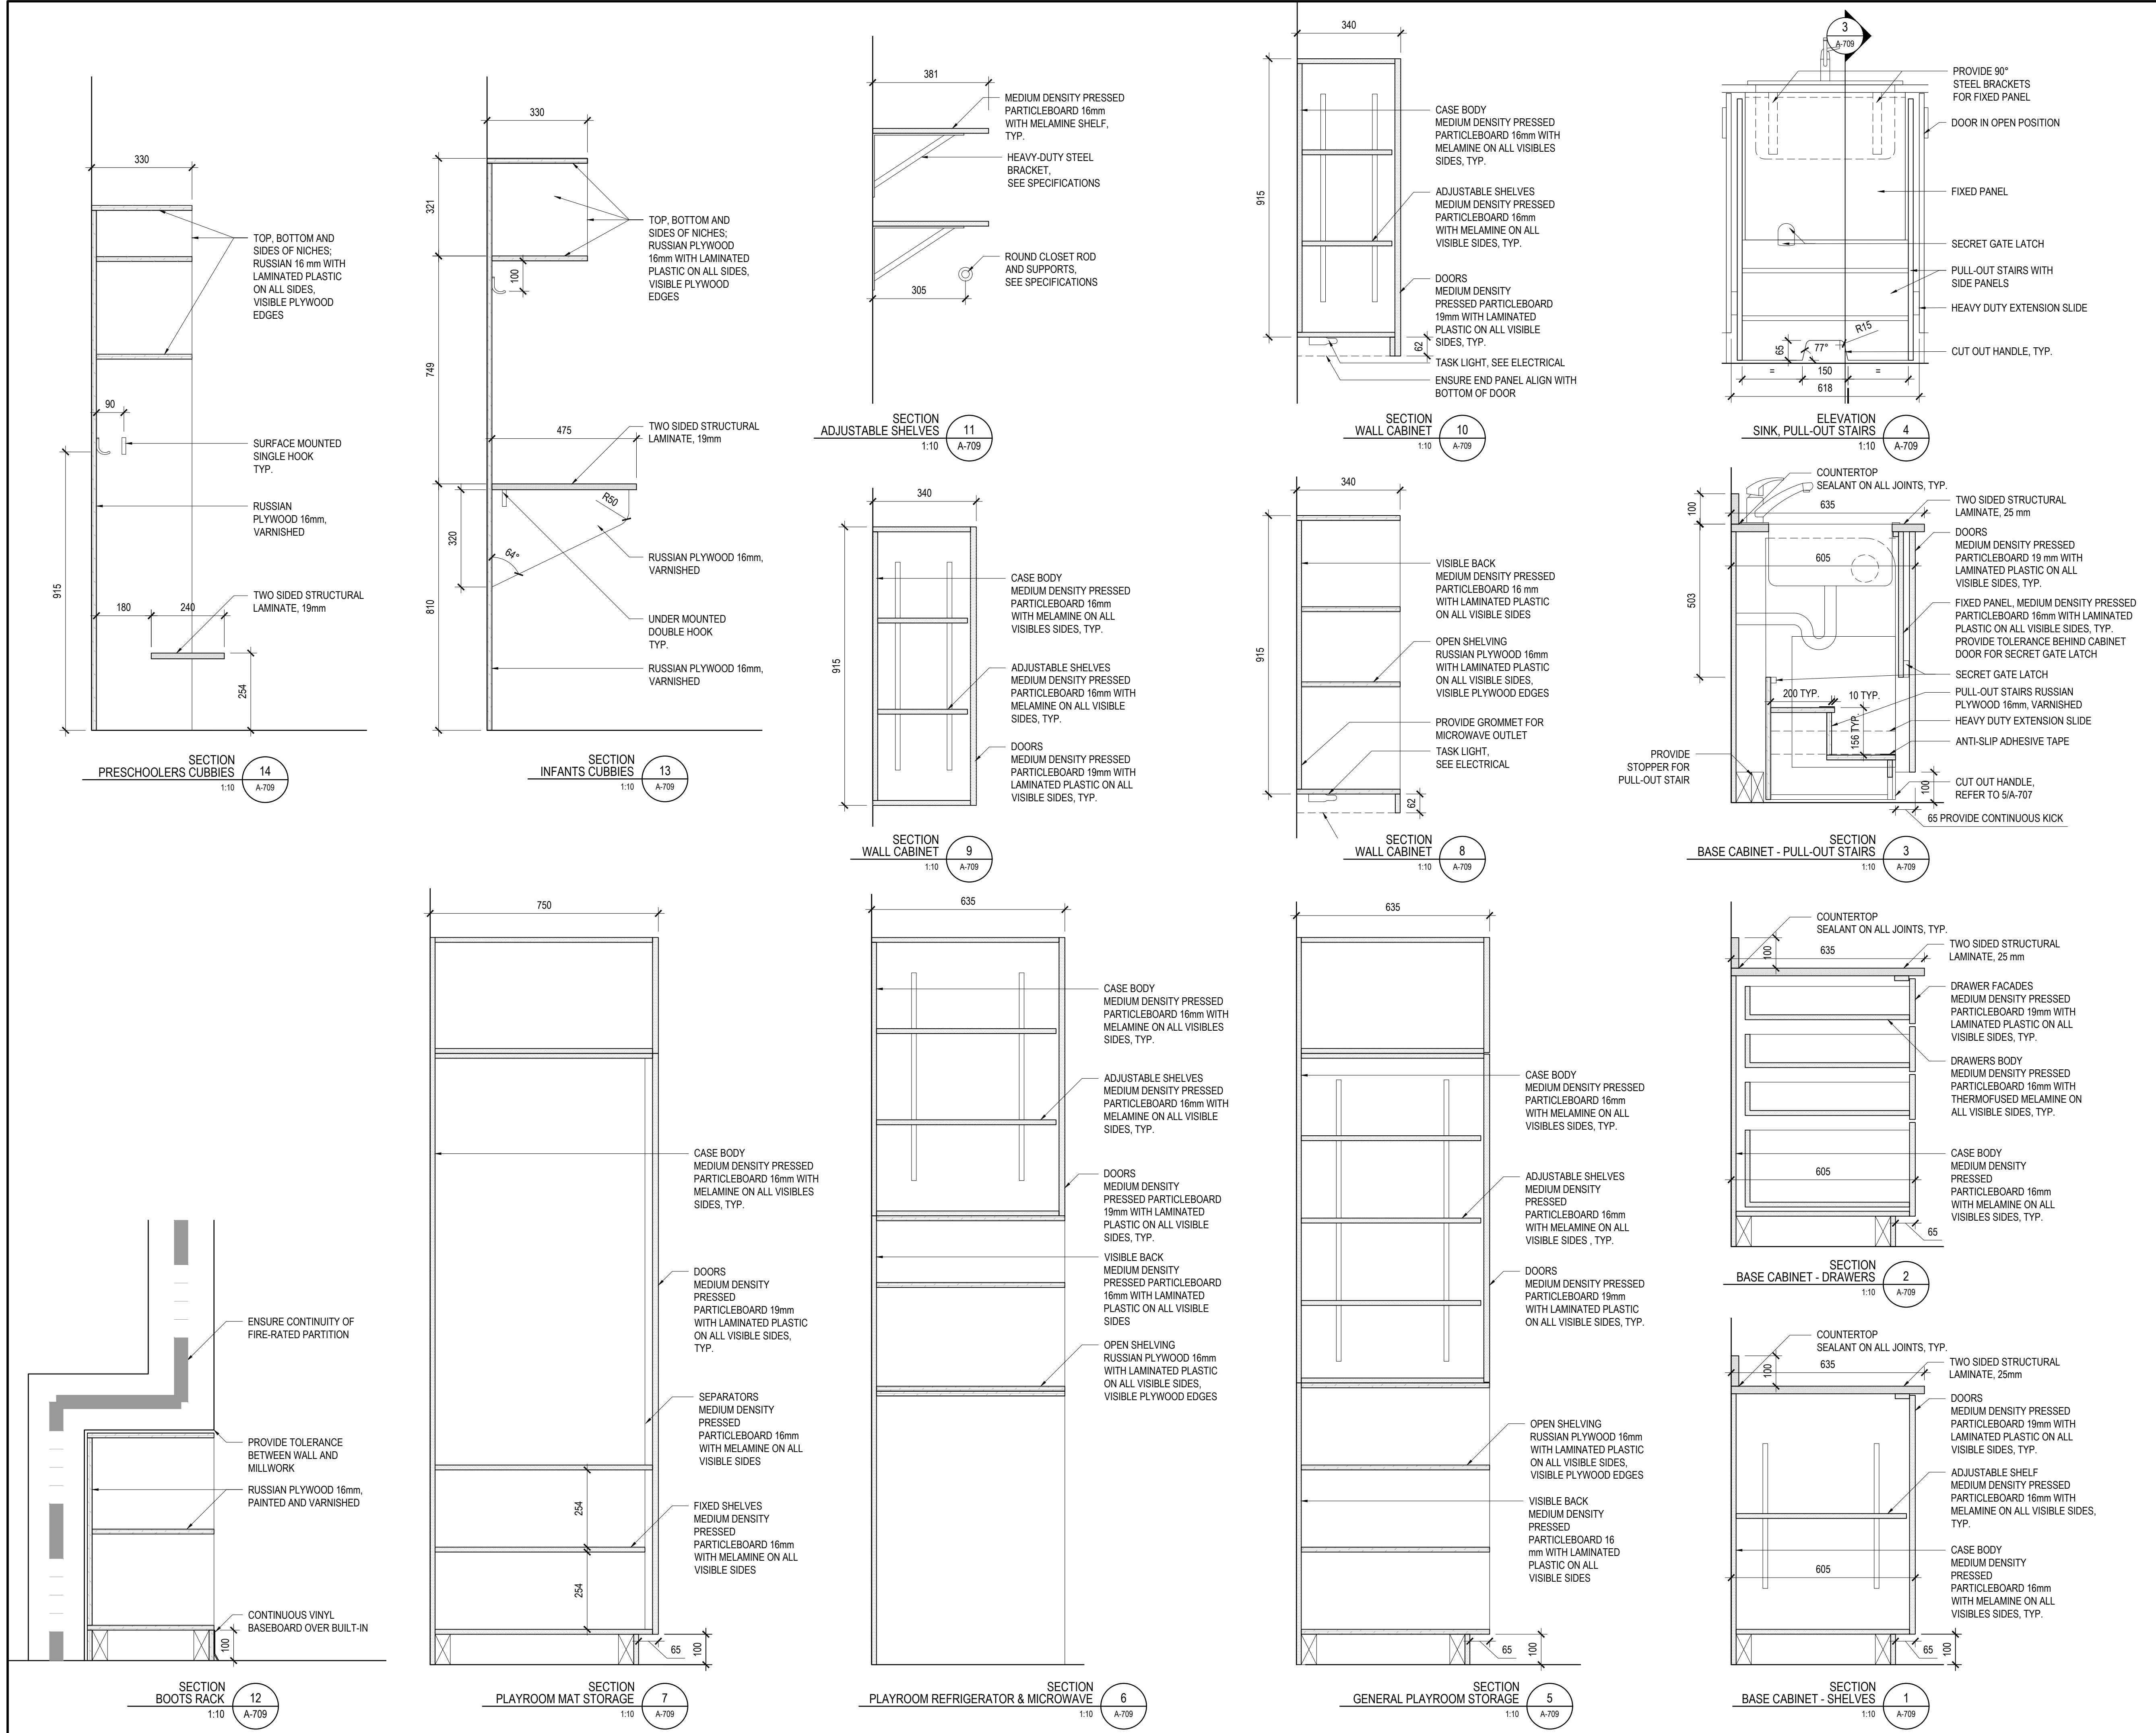 330
TOP, BOTTOM AND
SIDES OF NICHES;
RUSSIAN 16 mm WITH
LAMINATED PLASTIC
ON ALL SIDES,
VISIBLE PLYWOOD
EDGES
90
SURFACE MOUNTED
SINGLE HOOK
TYP.
RUSSIAN
PLYWOOD 16mm,
VARNISHED
915
180
240
TWO SIDED STRUCTURAL
LAMINATE, 19mm
254
SECTION
PRESCHOOLERS CUBBIES
1:10
14
A-709
330
321
TOP, BOTTOM AND
SIDES OF NICHES;
RUSSIAN PLYWOOD
16mm WITH LAMINATED
PLASTIC ON ALL SIDES,
VISIBLE PLYWOOD
EDGES
100
749
475
TWO SIDED STRUCTURAL
LAMINATE, 19mm
R50
320
64°
RUSSIAN PLYWOOD 16mm,
VARNISHED
810
UNDER MOUNTED
DOUBLE HOOK
TYP.
RUSSIAN PLYWOOD 16mm,
VARNISHED
SECTION
INFANTS CUBBIES
1:10
13
A-709
381
MEDIUM DENSITY PRESSED
PARTICLEBOARD 16mm
WITH MELAMINE SHELF,
TYP.
HEAVY-DUTY STEEL
BRACKET,
SEE SPECIFICATIONS
ROUND CLOSET ROD
AND SUPPORTS,
SEE SPECIFICATIONS
305
SECTION
ADJUSTABLE SHELVES
1:10
11
A-709
340
915
CASE BODY
MEDIUM DENSITY PRESSED
PARTICLEBOARD 16mm
WITH MELAMINE ON ALL
VISIBLES SIDES, TYP.
ADJUSTABLE SHELVES
MEDIUM DENSITY PRESSED
PARTICLEBOARD 16mm WITH
MELAMINE ON ALL VISIBLE
SIDES, TYP.
DOORS
MEDIUM DENSITY PRESSED
PARTICLEBOARD 19mm WITH
LAMINATED PLASTIC ON ALL
VISIBLE SIDES, TYP.
SECTION
WALL CABINET
1:10
9
A-709
340
915
CASE BODY
MEDIUM DENSITY PRESSED
PARTICLEBOARD 16mm WITH
MELAMINE ON ALL VISIBLES
SIDES, TYP.
ADJUSTABLE SHELVES
MEDIUM DENSITY PRESSED
PARTICLEBOARD 16mm
WITH MELAMINE ON ALL
VISIBLE SIDES, TYP.
DOORS
MEDIUM DENSITY
PRESSED PARTICLEBOARD
19mm WITH LAMINATED
PLASTIC ON ALL VISIBLE
SIDES, TYP.
62
TASK LIGHT, SEE ELECTRICAL
ENSURE END PANEL ALIGN WITH
BOTTOM OF DOOR
SECTION
WALL CABINET
1:10
10
A-709
340
915
VISIBLE BACK
MEDIUM DENSITY PRESSED
PARTICLEBOARD 16 mm
WITH LAMINATED PLASTIC
ON ALL VISIBLE SIDES
OPEN SHELVING
RUSSIAN PLYWOOD 16mm
WITH LAMINATED PLASTIC
ON ALL VISIBLE SIDES,
VISIBLE PLYWOOD EDGES
PROVIDE GROMMET FOR
MICROWAVE OUTLET
TASK LIGHT,
SEE ELECTRICAL
62
SECTION
WALL CABINET
1:10
8
A-709
3
A-709
PROVIDE 90°
STEEL BRACKETS
FOR FIXED PANEL
DOOR IN OPEN POSITION
FIXED PANEL
SECRET GATE LATCH
PULL-OUT STAIRS WITH
SIDE PANELS
HEAVY DUTY EXTENSION SLIDE
R15
65
77°
CUT OUT HANDLE, TYP.
=
150
=
618
ELEVATION
SINK, PULL-OUT STAIRS
1:10
4
A-709
COUNTERTOP
SEALANT ON ALL JOINTS, TYP.
100
635
TWO SIDED STRUCTURAL
LAMINATE, 25 mm
DOORS
MEDIUM DENSITY PRESSED
PARTICLEBOARD 19 mm WITH
LAMINATED PLASTIC ON ALL
VISIBLE SIDES, TYP.
605
503
FIXED PANEL, MEDIUM DENSITY PRESSED
PARTICLEBOARD 16mm WITH LAMINATED
PLASTIC ON ALL VISIBLE SIDES, TYP.
PROVIDE TOLERANCE BEHIND CABINET
DOOR FOR SECRET GATE LATCH
SECRET GATE LATCH
200 TYP.
10 TYP.
PULL-OUT STAIRS RUSSIAN
PLYWOOD 16mm, VARNISHED
HEAVY DUTY EXTENSION SLIDE
156 TYP.
ANTI-SLIP ADHESIVE TAPE
PROVIDE
STOPPER FOR
PULL-OUT STAIR
100
CUT OUT HANDLE,
REFER TO 5/A-707
65 PROVIDE CONTINUOUS KICK
SECTION
BASE CABINET - PULL-OUT STAIRS
1:10
3
A-709
ENSURE CONTINUITY OF
FIRE-RATED PARTITION
PROVIDE TOLERANCE
BETWEEN WALL AND
MILLWORK
RUSSIAN PLYWOOD 16mm,
PAINTED AND VARNISHED
CONTINUOUS VINYL
BASEBOARD OVER BUILT-IN
100
SECTION
BOOTS RACK
1:10
12
A-709
750
CASE BODY
MEDIUM DENSITY PRESSED
PARTICLEBOARD 16mm WITH
MELAMINE ON ALL VISIBLES
SIDES, TYP.
DOORS
MEDIUM DENSITY
PRESSED
PARTICLEBOARD 19mm
WITH LAMINATED PLASTIC
ON ALL VISIBLE SIDES,
TYP.
SEPARATORS
MEDIUM DENSITY
PRESSED
PARTICLEBOARD 16mm
WITH MELAMINE ON ALL
VISIBLE SIDES
254
FIXED SHELVES
MEDIUM DENSITY
PRESSED
PARTICLEBOARD 16mm
WITH MELAMINE ON ALL
VISIBLE SIDES
254
65
100
SECTION
PLAYROOM MAT STORAGE
1:10
7
A-709
635
CASE BODY
MEDIUM DENSITY PRESSED
PARTICLEBOARD 16mm WITH
MELAMINE ON ALL VISIBLES
SIDES, TYP.
ADJUSTABLE SHELVES
MEDIUM DENSITY PRESSED
PARTICLEBOARD 16mm WITH
MELAMINE ON ALL VISIBLE
SIDES, TYP.
DOORS
MEDIUM DENSITY
PRESSED PARTICLEBOARD
19mm WITH LAMINATED
PLASTIC ON ALL VISIBLE
SIDES, TYP.
VISIBLE BACK
MEDIUM DENSITY
PRESSED PARTICLEBOARD
16mm WITH LAMINATED
PLASTIC ON ALL VISIBLE
SIDES
OPEN SHELVING
RUSSIAN PLYWOOD 16mm
WITH LAMINATED PLASTIC
ON ALL VISIBLE SIDES,
VISIBLE PLYWOOD EDGES
SECTION
PLAYROOM REFRIGERATOR & MICROWAVE
1:10
6
A-709
635
CASE BODY
MEDIUM DENSITY PRESSED
PARTICLEBOARD 16mm
WITH MELAMINE ON ALL
VISIBLES SIDES, TYP.
ADJUSTABLE SHELVES
MEDIUM DENSITY
PRESSED
PARTICLEBOARD 16mm
WITH MELAMINE ON ALL
VISIBLE SIDES , TYP.
DOORS
MEDIUM DENSITY PRESSED
PARTICLEBOARD 19mm
WITH LAMINATED PLASTIC
ON ALL VISIBLE SIDES, TYP.
OPEN SHELVING
RUSSIAN PLYWOOD 16mm
WITH LAMINATED PLASTIC
ON ALL VISIBLE SIDES,
VISIBLE PLYWOOD EDGES
VISIBLE BACK
MEDIUM DENSITY
PRESSED
PARTICLEBOARD 16
mm WITH LAMINATED
PLASTIC ON ALL
VISIBLE SIDES
65
100
SECTION
GENERAL PLAYROOM STORAGE
1:10
5
A-709
COUNTERTOP
SEALANT ON ALL JOINTS, TYP.
100
635
TWO SIDED STRUCTURAL
LAMINATE, 25 mm
DRAWER FACADES
MEDIUM DENSITY PRESSED
PARTICLEBOARD 19mm WITH
LAMINATED PLASTIC ON ALL
VISIBLE SIDES, TYP.
DRAWERS BODY
MEDIUM DENSITY PRESSED
PARTICLEBOARD 16mm WITH
THERMOFUSED MELAMINE ON
ALL VISIBLE SIDES, TYP.
CASE BODY
MEDIUM DENSITY
PRESSED
PARTICLEBOARD 16mm
WITH MELAMINE ON ALL
VISIBLES SIDES, TYP.
605
65
SECTION
BASE CABINET - DRAWERS
1:10
2
A-709
COUNTERTOP
SEALANT ON ALL JOINTS, TYP.
100
635
TWO SIDED STRUCTURAL
LAMINATE, 25mm
DOORS
MEDIUM DENSITY PRESSED
PARTICLEBOARD 19mm WITH
LAMINATED PLASTIC ON ALL
VISIBLE SIDES, TYP.
ADJUSTABLE SHELF
MEDIUM DENSITY PRESSED
PARTICLEBOARD 16mm WITH
MELAMINE ON ALL VISIBLE SIDES,
TYP.
CASE BODY
MEDIUM DENSITY
PRESSED
PARTICLEBOARD 16mm
WITH MELAMINE ON ALL
VISIBLES SIDES, TYP.
605
65
100
SECTION
BASE CABINET - SHELVES
1:10
1
A-709